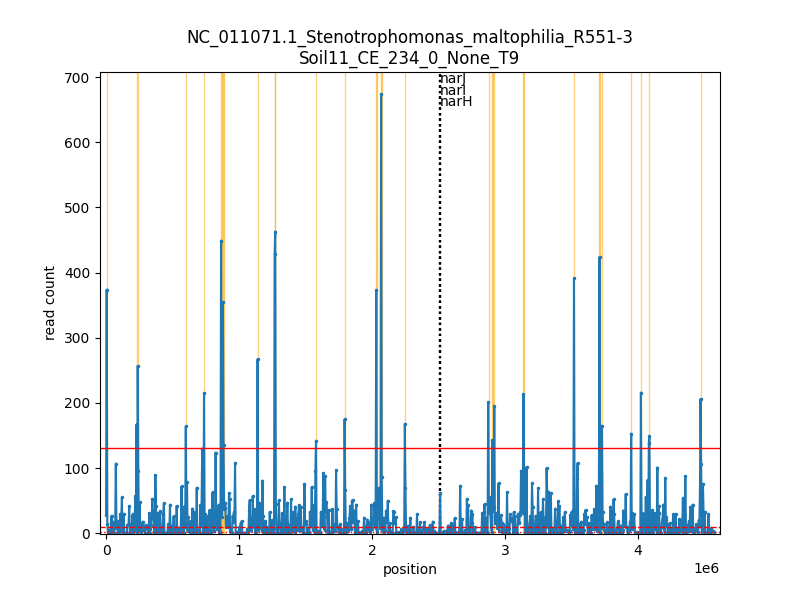 NC_011071.1_Stenotrophomonas_maltophilia_R551-3
Soil11_CE_234_0_None_T9
700
600
500
400
300
200
100
0
read count
narJ
narI
narH
0
1
2
3
4
1e6
position